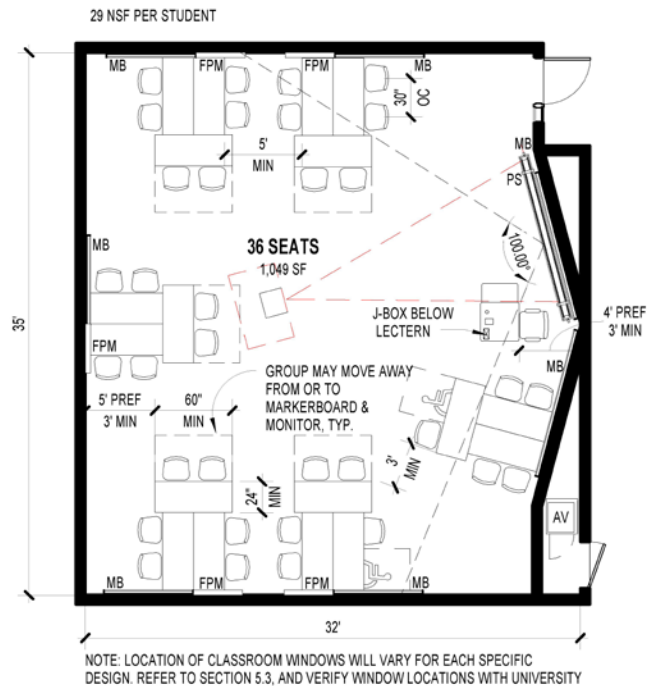 29 NSF PER STUDENT
MB
FPM
FPM
MB
30"
OC
5'
MIN
MB
PS
MB
36 SEATS
1,049 SF
100.00°
J-BOX BELOW
LECTERN
4' PREF
3' MIN
35'
FPM
MB
GROUP MAY MOVE AWAY
FROM OR TO
MARKERBOARD &
MONITOR, TYP.
5' PREF
3' MIN
60"
MIN
3'
MIN
24"
MIN
AV
MB
FPM
FPM
MB
32'
NOTE: LOCATION OF CLASSROOM WINDOWS WILL VARY FOR EACH SPECIFIC
DESIGN. REFER TO SECTION 5.3, AND VERIFY WINDOW LOCATIONS WITH UNIVERSITY